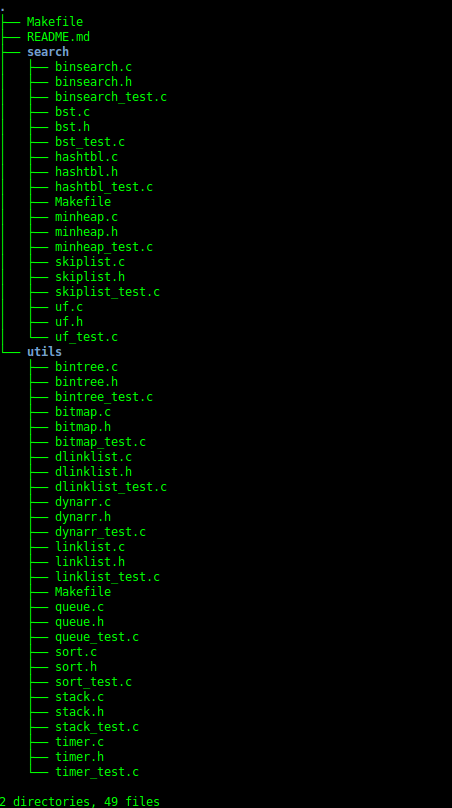 .
├── Makefile
├── README.md
├── search
│   ├── binsearch.c
│   ├── binsearch.h
│   ├── binsearch_test.c
│   ├── bst.c
│   ├── bst.h
│   ├── bst_test.c
│   ├── hashtbl.c
│   ├── hashtbl.h
│   ├── hashtbl_test.c
│   ├── Makefile
│   ├── minheap.c
│   ├── minheap.h
│   ├── minheap_test.c
│   ├── skiplist.c
│   ├── skiplist.h
│   ├── skiplist_test.c
│   ├── uf.c
│   ├── uf.h
│   └── uf_test.c
└── utils
    ├── bintree.c
    ├── bintree.h
    ├── bintree_test.c
    ├── bitmap.c
    ├── bitmap.h
    ├── bitmap_test.c
    ├── dlinklist.c
    ├── dlinklist.h
    ├── dlinklist_test.c
    ├── dynarr.c
    ├── dynarr.h
    ├── dynarr_test.c
    ├── linklist.c
    ├── linklist.h
    ├── linklist_test.c
    ├── Makefile
    ├── queue.c
    ├── queue.h
    ├── queue_test.c
    ├── sort.c
    ├── sort.h
    ├── sort_test.c
    ├── stack.c
    ├── stack.h
    ├── stack_test.c
    ├── timer.c
    ├── timer.h
    └── timer_test.c

2 directories, 49 files